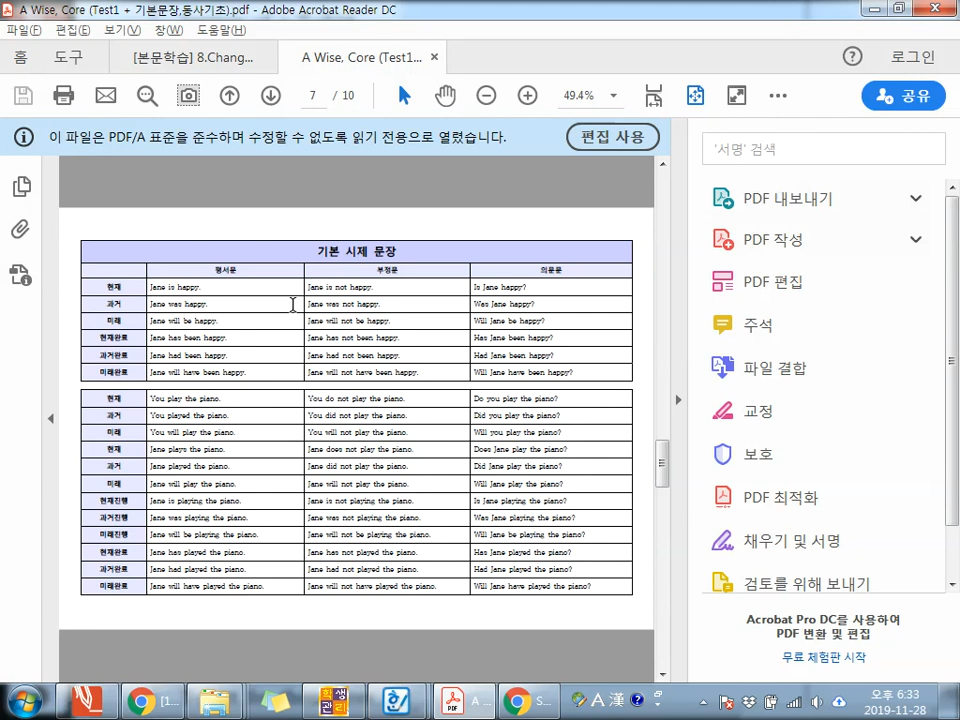 A Wise, Core (Test1 + 기본문장,동사기초).pdf - Adobe Acrobat Reader DC
파일(F) 편집(E) 보기(V) 창(W) 도움말(H)
홈 도구 [본문학습] 8.Chang... A Wise, Core (Test1... × ? 로그인
7 / 10 49.4% 공유
이 파일은 PDF/A 표준을 준수하며 수정할 수 없도록 읽기 전용으로 열렸습니다. 편집 사용
기본 시제 문장
평서문 부정문 의문문
현재 Jane is happy. Jane is not happy. Is Jane happy?
과거 Jane was happy. Jane was not happy. Was Jane happy?
미래 Jane will be happy. Jane will not be happy. Will Jane be happy?
현재완료 Jane has been happy. Jane has not been happy. Has Jane been happy?
과거완료 Jane had been happy. Jane had not been happy. Had Jane been happy?
미래완료 Jane will have been happy. Jane will not have been happy. Will Jane have been happy?
현재 You play the piano. You do not play the piano. Do you play the piano?
과거 You played the piano. You did not play the piano. Did you play the piano?
미래 You will play the piano. You will not play the piano. Will you play the piano?
현재 Jane plays the piano. Jane does not play the piano. Does Jane play the piano?
과거 Jane played the piano. Jane did not play the piano. Did Jane play the piano?
미래 Jane will play the piano. Jane will not play the piano. Will Jane play the piano?
현재진행 Jane is playing the piano. Jane is not playing the piano. Is Jane playing the piano?
과거진행 Jane was playing the piano. Jane was not playing the piano. Was Jane playing the piano?
미래진행 Jane will be playing the piano. Jane will not be playing the piano. Will Jane be playing the piano?
현재완료 Jane has played the piano. Jane has not played the piano. Has Jane played the piano?
과거완료 Jane had played the piano. Jane had not played the piano. Had Jane played the piano?
미래완료 Jane will have played the piano. Jane will not have played the piano. Will Jane have played the piano?
'서명' 검색
PDF 내보내기
PDF 작성
PDF 편집
주석
파일 결합
교정
보호
PDF 최적화
채우기 및 서명
검토를 위해 보내기
Acrobat Pro DC를 사용하여
PDF 변환 및 편집
무료 체험판 시작
[1... 학생관리 한 PDF A ... S... A 漢 ?
오후 6:33
2019-11-28